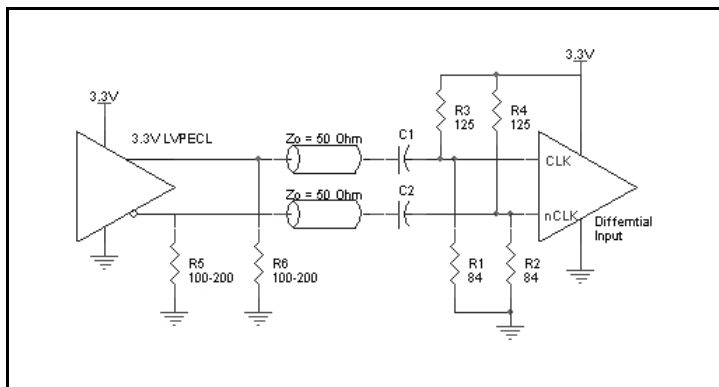 3.3V
3.3V LVPECL
Zo = 50 Ohm
C1
R3
125
R4
125
3.3V
CLK
Zo = 50 Ohm
C2
nCLK
Differntial
Input
R5
100-200
R6
100-200
R1
84
R2
84